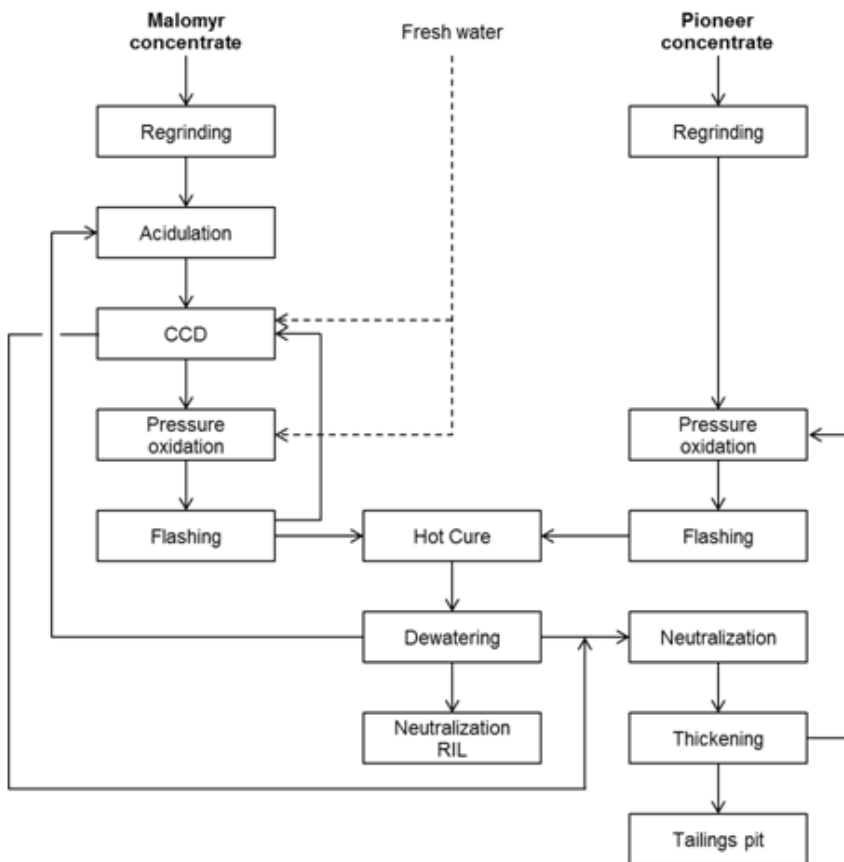 Malomyr
concentrate
Fresh water
Pioneer
concentrate
Regrinding
Regrinding
Acidulation
CCD
Pressure
oxidation
Pressure
oxidation
Flashing
Hot Cure
Flashing
Dewatering
Neutralization
Neutralization
RIL
Thickening
Tailings pit